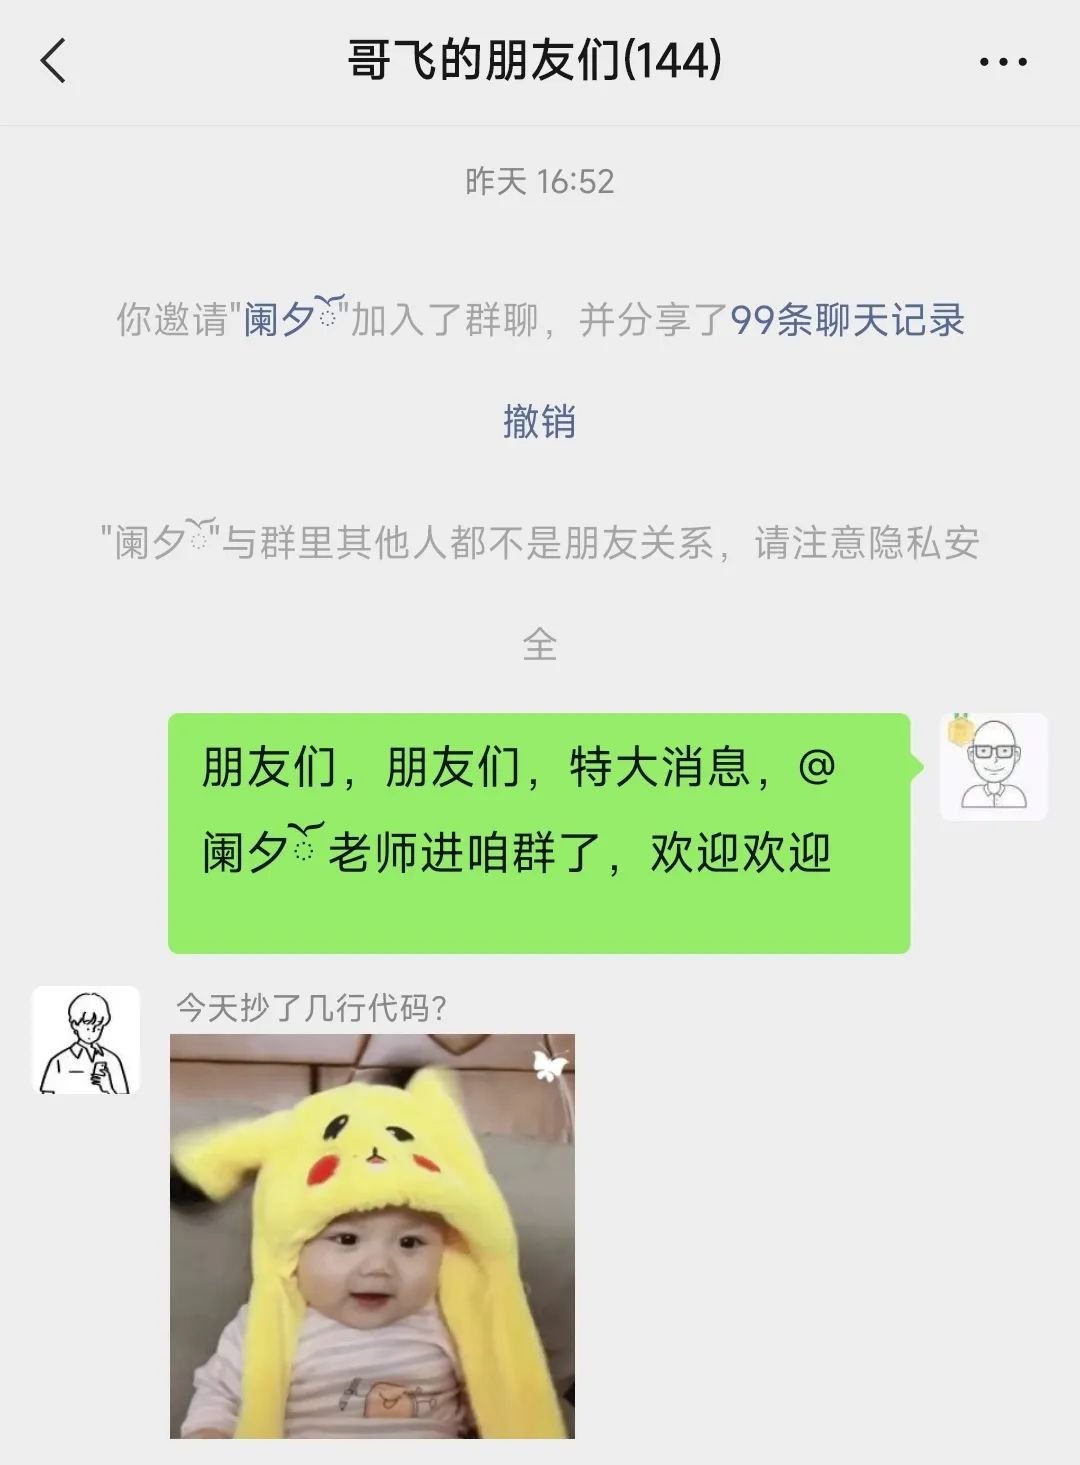 哥飞的朋友们(144)
昨天 16:52
你邀请"阑夕ོ"加入了群聊，并分享了99条聊天记录
撤销
"阑夕ོ"与群里其他人都不是朋友关系，请注意隐私安
全
朋友们，朋友们，特大消息，@
阑夕ོ老师进咱群了，欢迎欢迎
今天抄了几行代码?